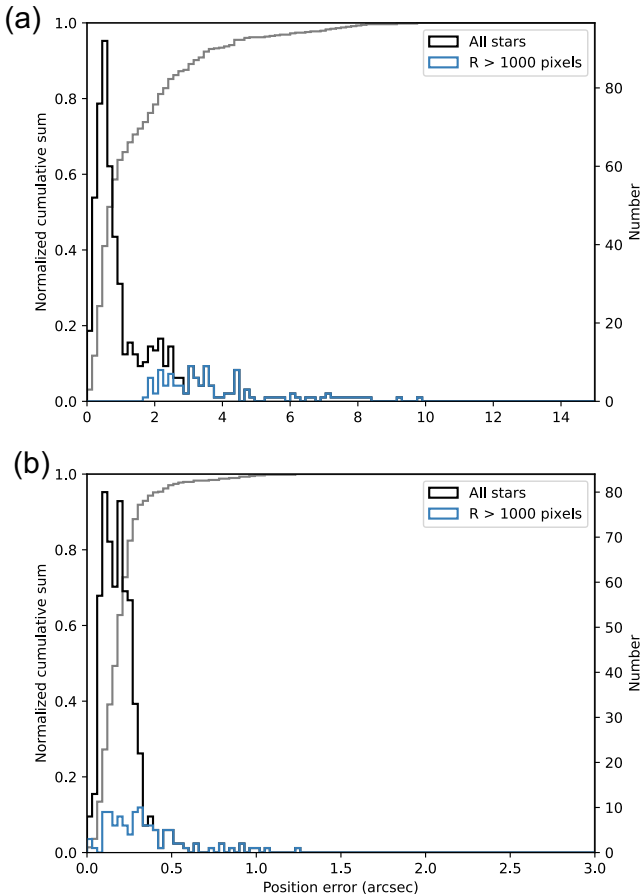 (a)
All stars
R > 1000 pixels
Normalized cumulative sum
Number
1.0
0.8
0.6
0.4
0.2
0.0
80
60
40
20
0
0 2 4 6 8 10 12 14
(b)
All stars
R > 1000 pixels
Normalized cumulative sum
Number
1.0
0.8
0.6
0.4
0.2
0.0
80
70
60
50
40
30
20
10
0
0.0 0.5 1.0 1.5 2.0 2.5 3.0
Position error (arcsec)